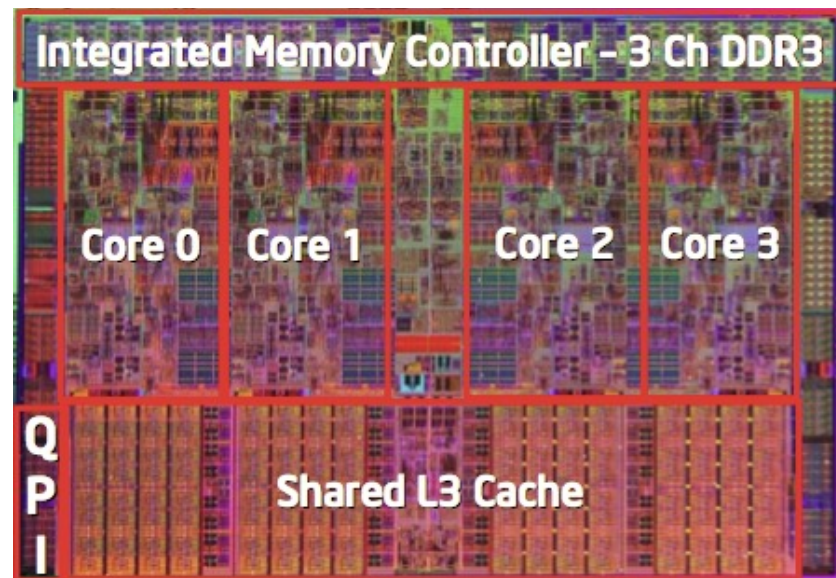 Integrated Memory Controller – 3 Ch DDR3
Core 0
Core 1
Core 2
Core 3
Q
P
I
Shared L3 Cache